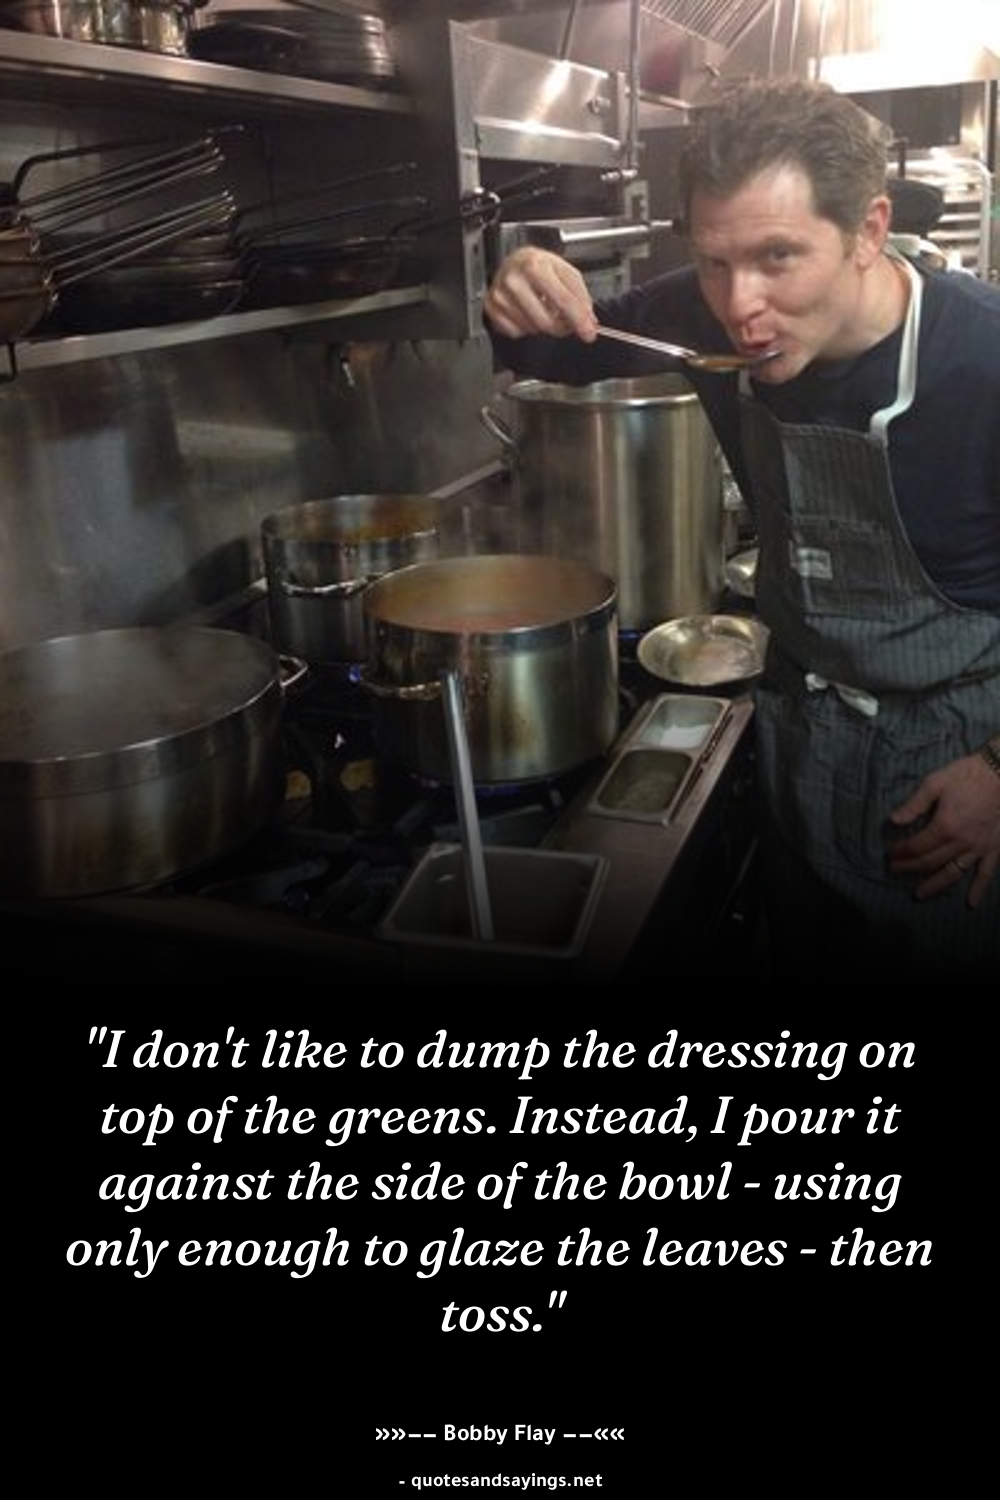 "I don't like to dump the dressing on
top of the greens. Instead, I pour it
against the side of the bowl - using
only enough to glaze the leaves - then
toss."
»»—— Bobby Flay ——««
- quotesandsayings.net